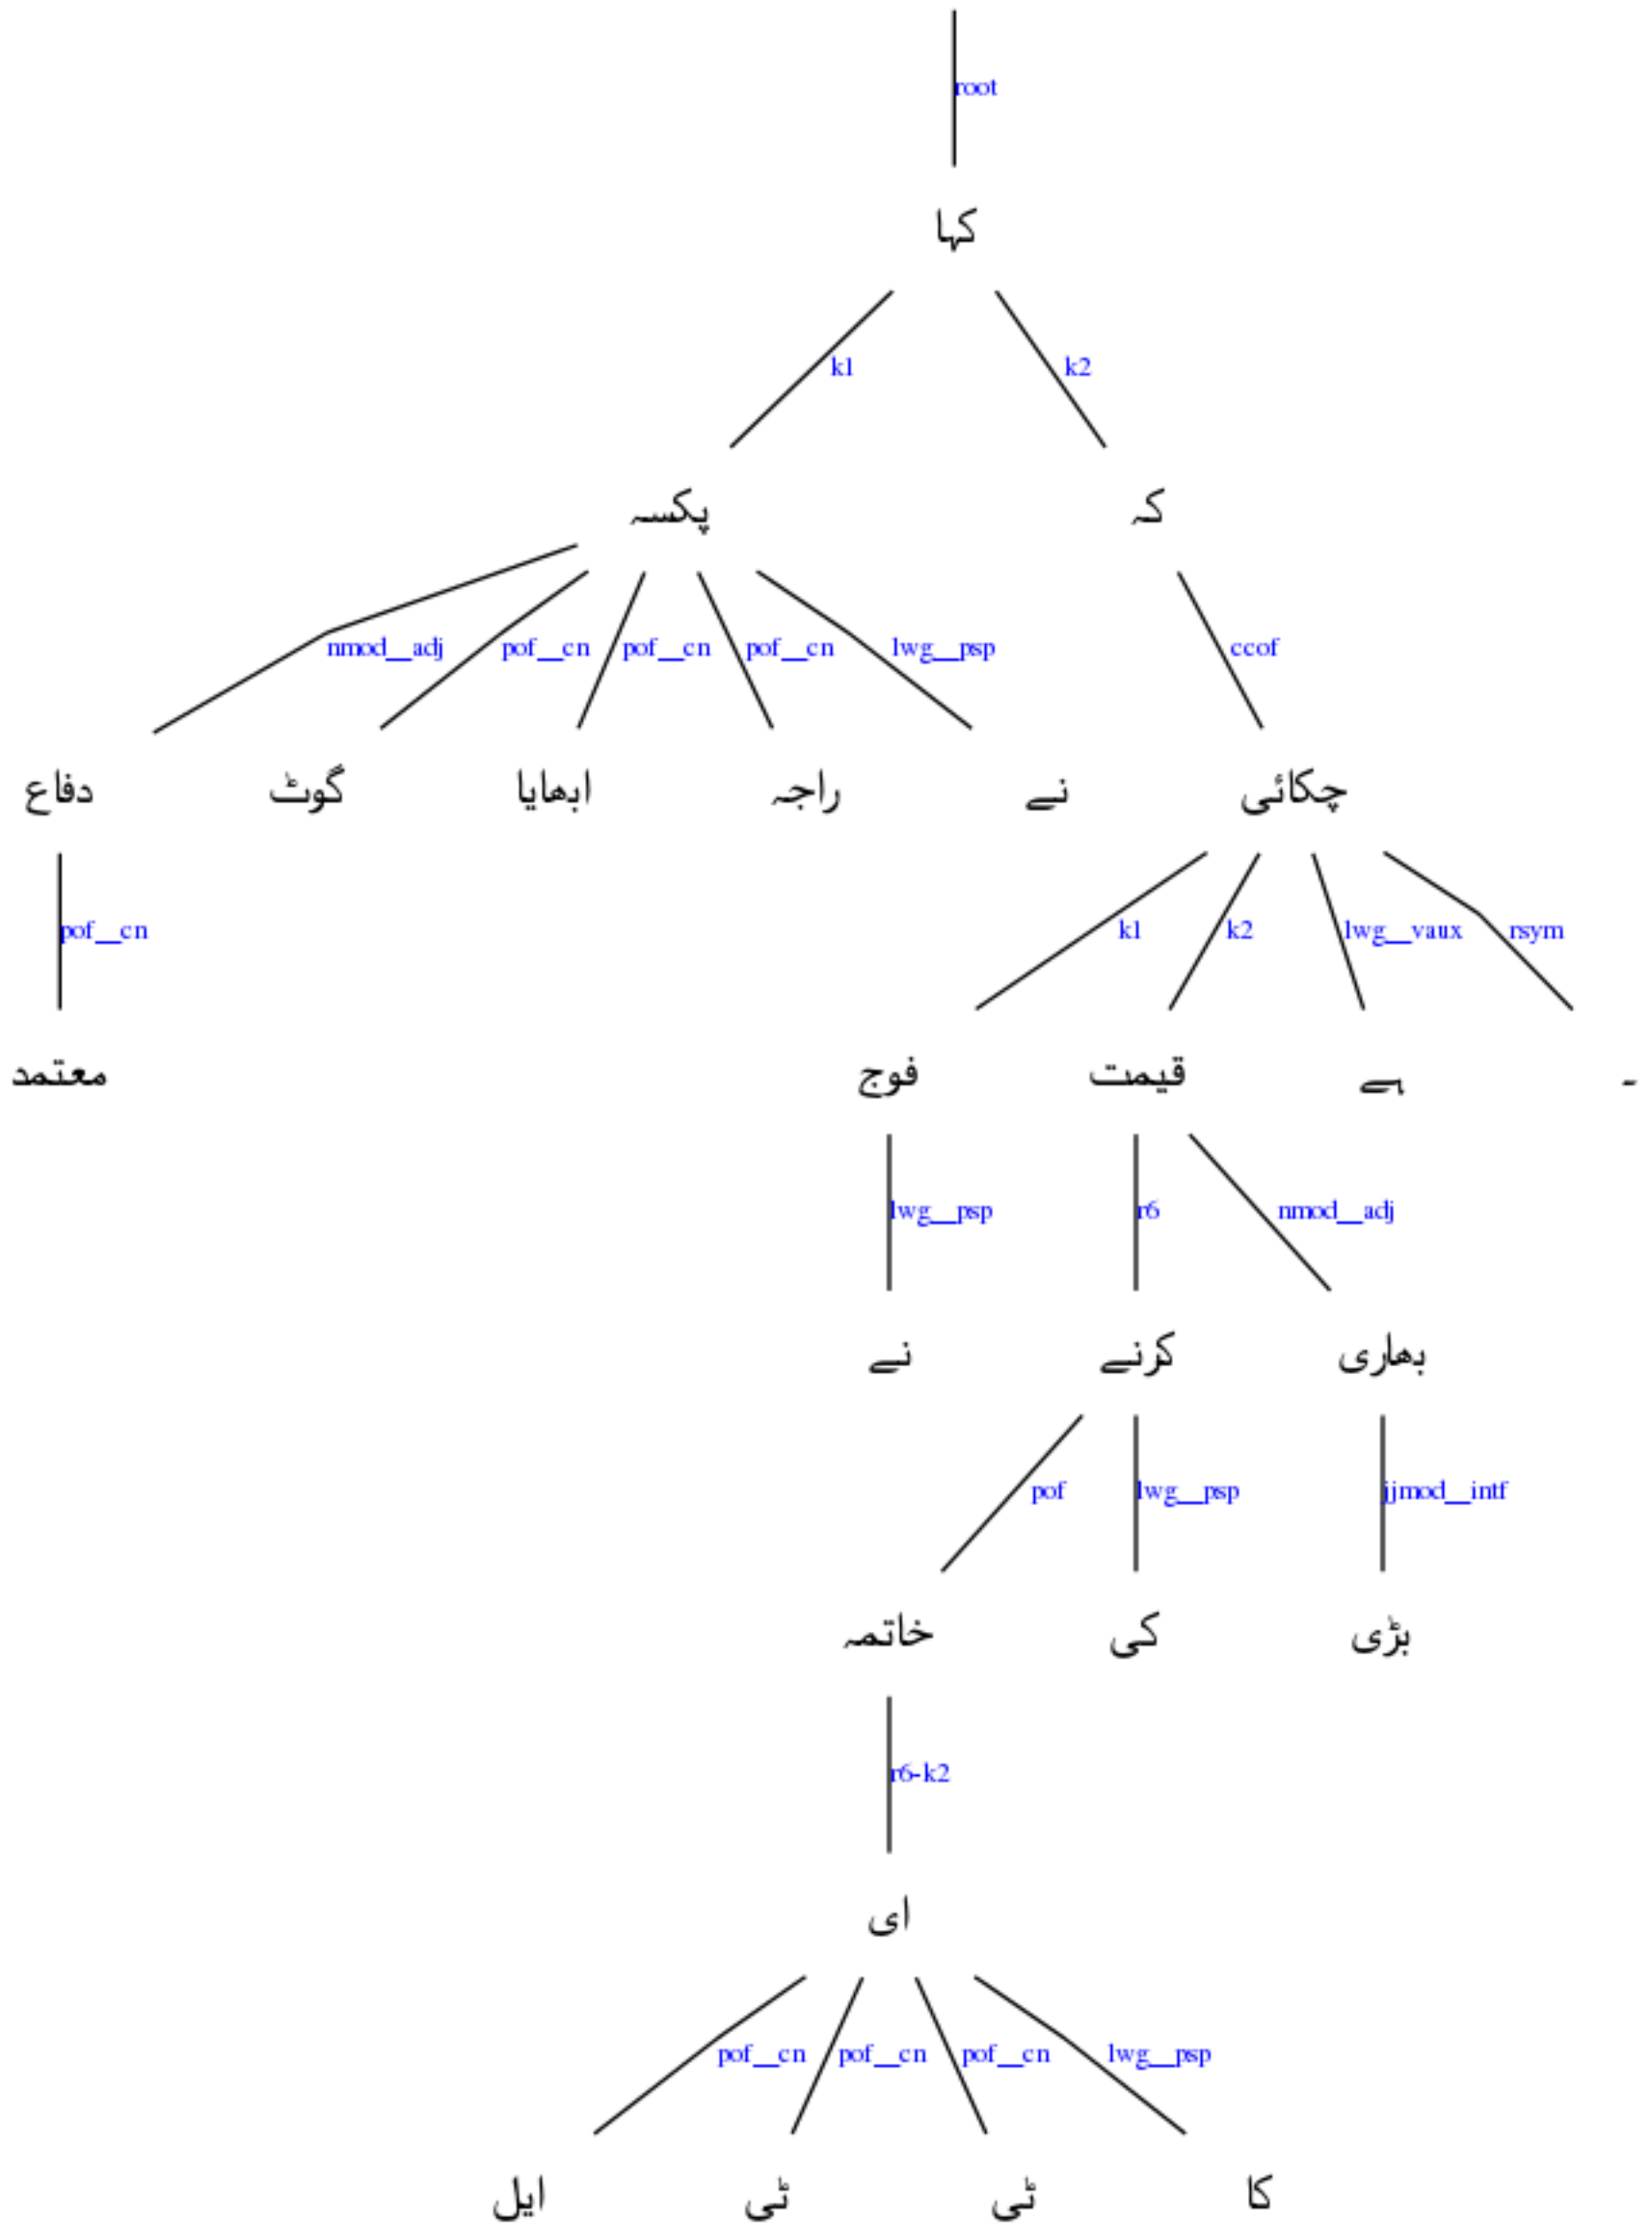 root
کہا
k1 k2
پکسہ کہ
nmod__adj pof__cn pof__cn pof__cn lwg__psp ccof
دفاع گوٹ ابھایا راجہ نے چکائی
pof__cn k1 k2 lwg__vaux rsym
معتمد فوج قیمت ہے ۔
lwg__psp r6 nmod__adj
نے کرنے بھاری
pof lwg__psp jjmod__intf
خاتمہ کی بڑی
r6-k2
ای
pof__cn pof__cn pof__cn lwg__psp
ایل ٹی ٹی کا